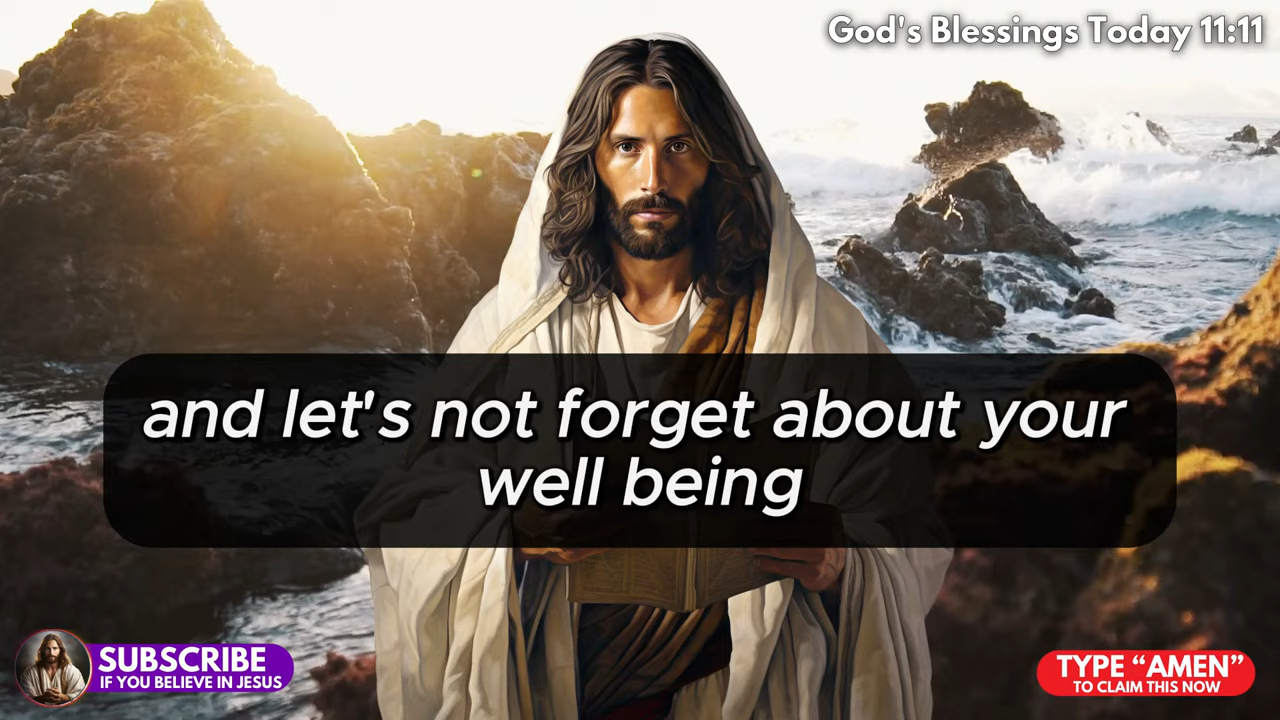 God's Blessings Today 11:11
and let's not forget about your
well being
SUBSCRIBE
IF YOU BELIEVE IN JESUS
TYPE “AMEN”
TO CLAIM THIS NOW